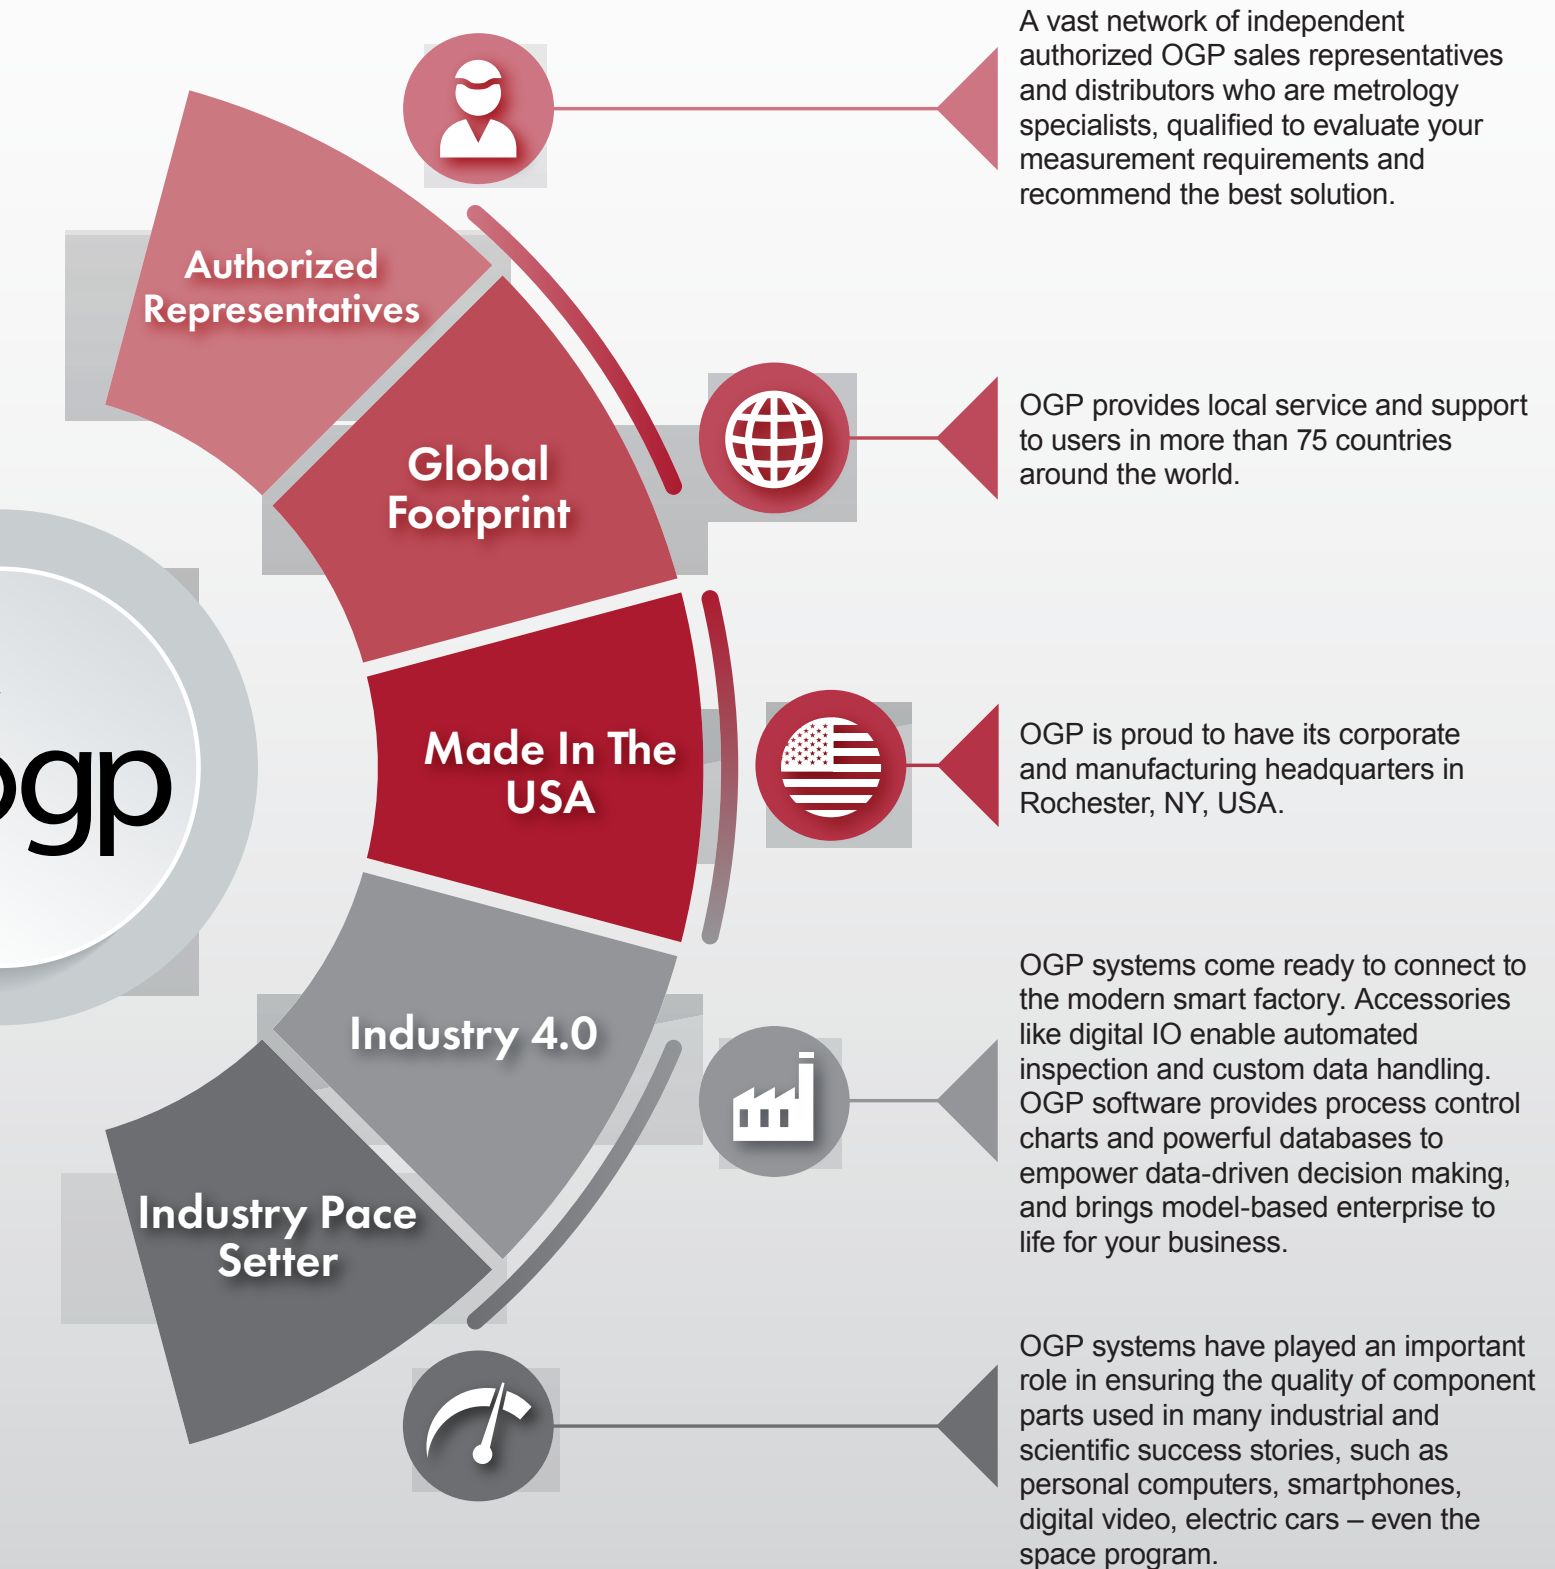 A vast network of independent
authorized OGP sales representatives
and distributors who are metrology
specialists, qualified to evaluate your
measurement requirements and
recommend the best solution.
Authorized
Representatives
OGP provides local service and support
to users in more than 75 countries
around the world.
Global
Footprint
OGP is proud to have its corporate
and manufacturing headquarters in
Rochester, NY, USA.
Made In The
USA
ogp
OGP systems come ready to connect to
the modern smart factory. Accessories
like digital IO enable automated
inspection and custom data handling.
OGP software provides process control
charts and powerful databases to
empower data-driven decision making,
and brings model-based enterprise to
life for your business.
Industry 4.0
Industry Pace
Setter
OGP systems have played an important
role in ensuring the quality of component
parts used in many industrial and
scientific success stories, such as
personal computers, smartphones,
digital video, electric cars – even the
space program.